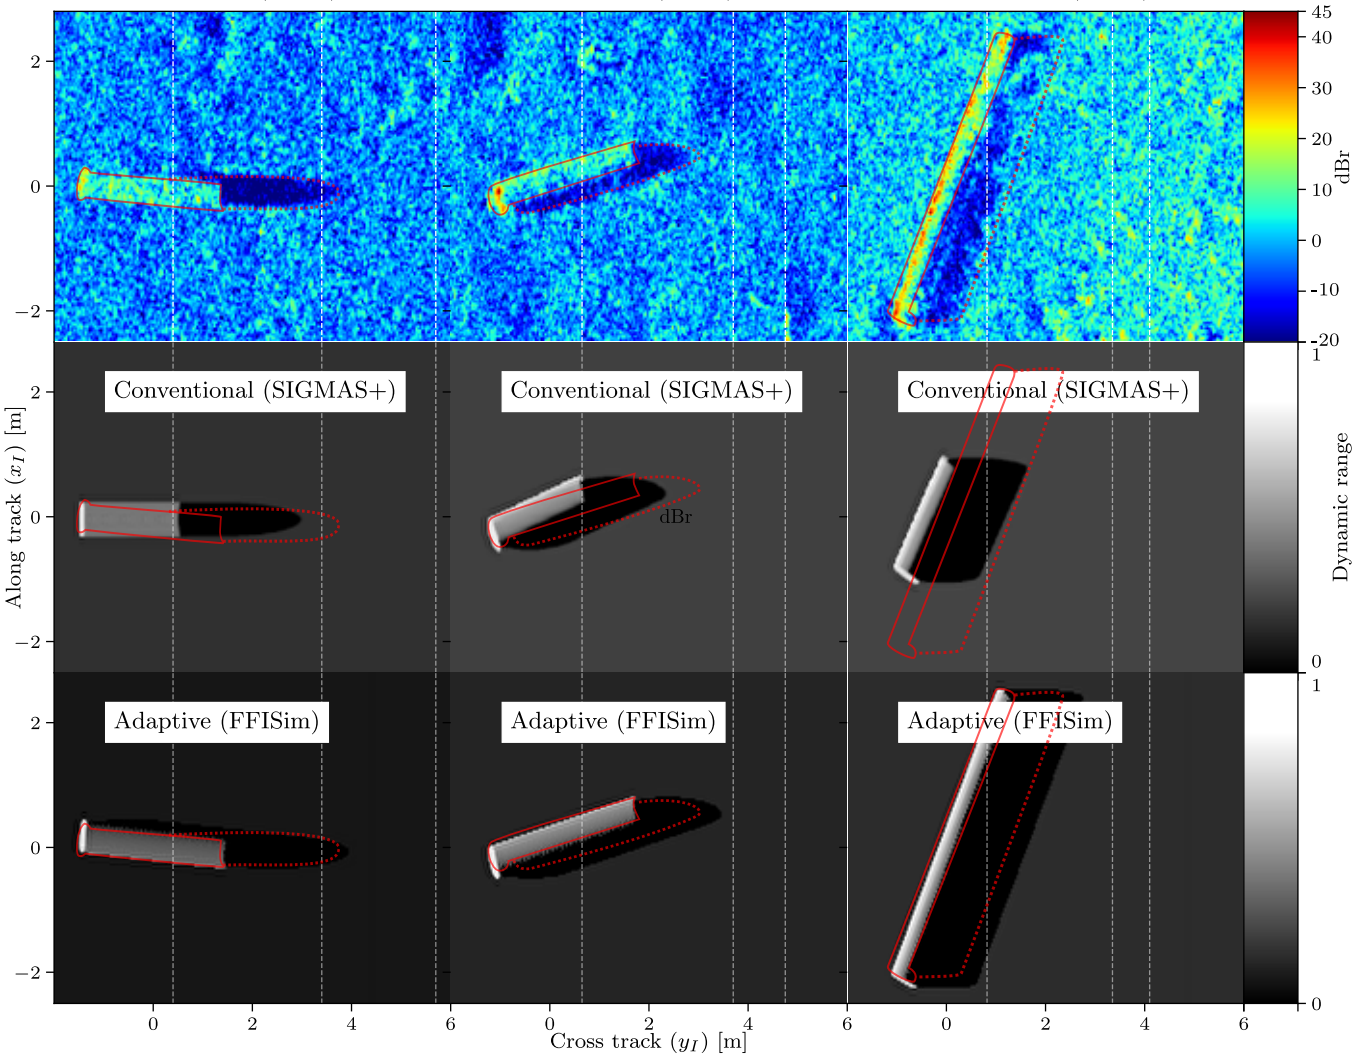 45
2
40
30
20
0
10
dBr
0
-10
−2
-20
1
Conventional (SIGMAS+)
Conventional (SIGMAS+)
Conventional (SIGMAS+)
2
Along track (x_I) [m]
0
dBr
Dynamic range
−2
0
1
Adaptive (FFISim)
Adaptive (FFISim)
Adaptive (FFISim)
2
0
−2
0
0 2 4 6 0 2 4 6 0 2 4 6
Cross track (y_I) [m]